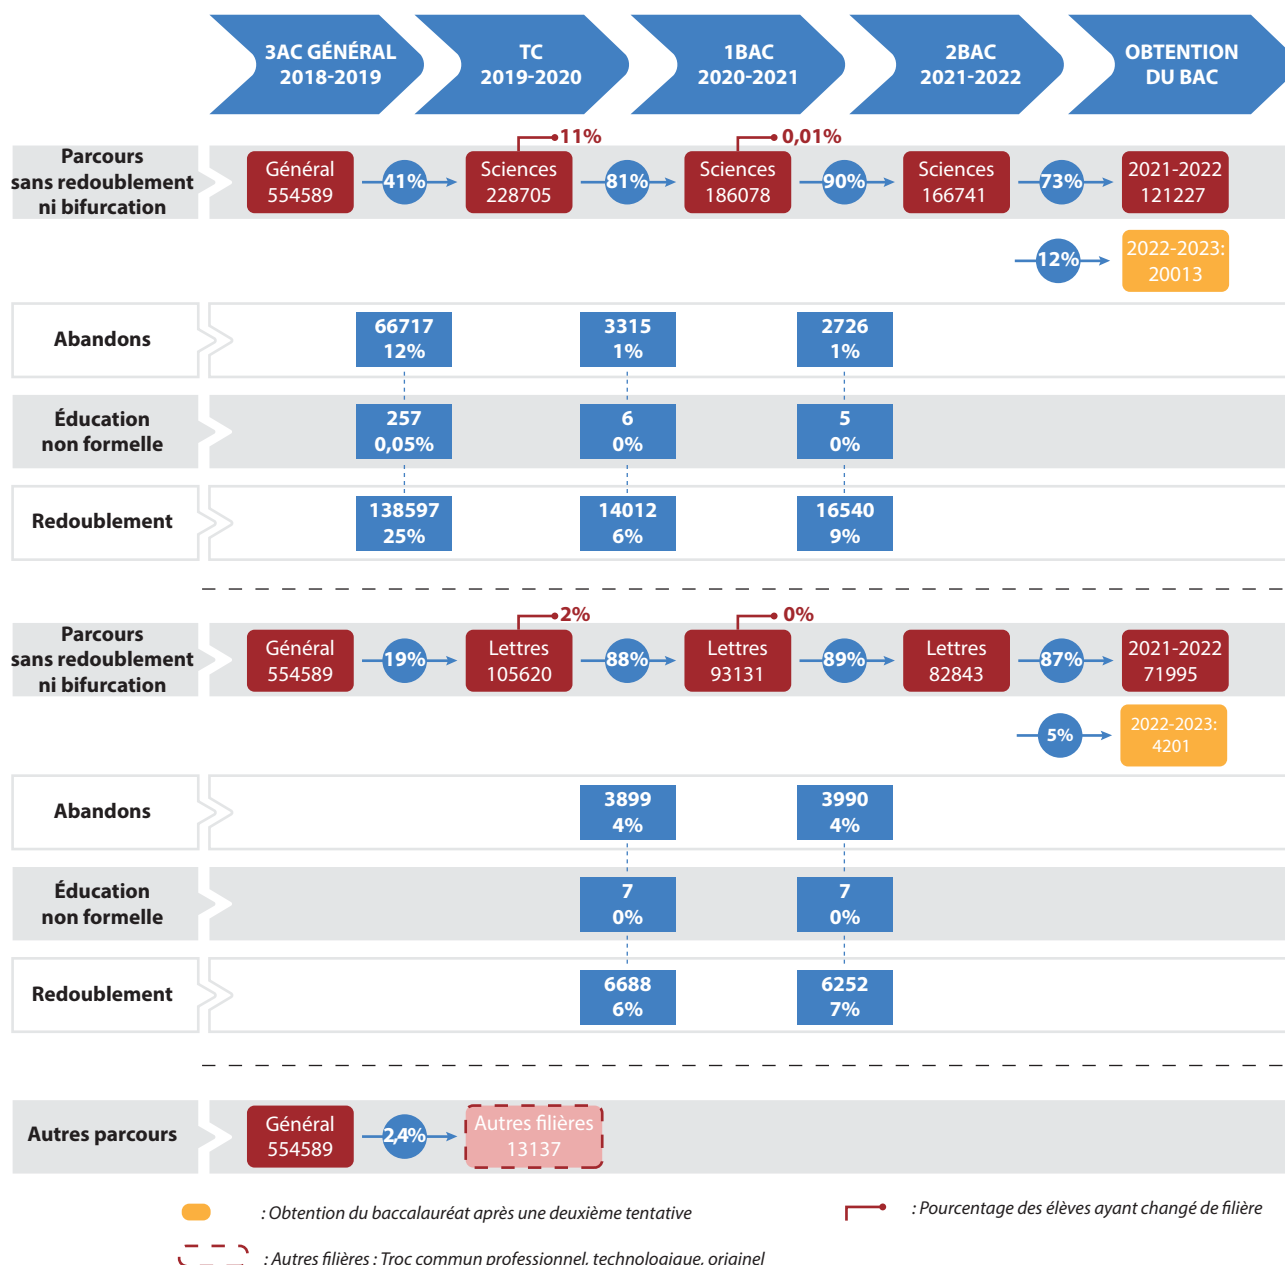 3AC GÉNÉRAL
2018-2019
TC
2019-2020
1BAC
2020-2021
2BAC
2021-2022
OBTENTION
DU BAC
11%
0,01%
Parcours
sans redoublement
ni bifurcation
Général
554589
41%
Sciences
228705
81%
Sciences
186078
90%
Sciences
166741
73%
2021-2022
121227
12%
2022-2023:
20013
Abandons
66717
12%
3315
1%
2726
1%
Éducation
non formelle
257
0,05%
6
0%
5
0%
Redoublement
138597
25%
14012
6%
16540
9%
2%
0%
Parcours
sans redoublement
ni bifurcation
Général
554589
19%
Lettres
105620
88%
Lettres
93131
89%
Lettres
82843
87%
2021-2022
71995
5%
2022-2023:
4201
Abandons
3899
4%
3990
4%
Éducation
non formelle
7
0%
7
0%
Redoublement
6688
6%
6252
7%
Autres parcours
Général
554589
2,4%
Autres filières
13137
: Obtention du baccalauréat après une deuxième tentative
: Pourcentage des élèves ayant changé de filière
: Autres filières : Troc commun professionnel, technologique, originel